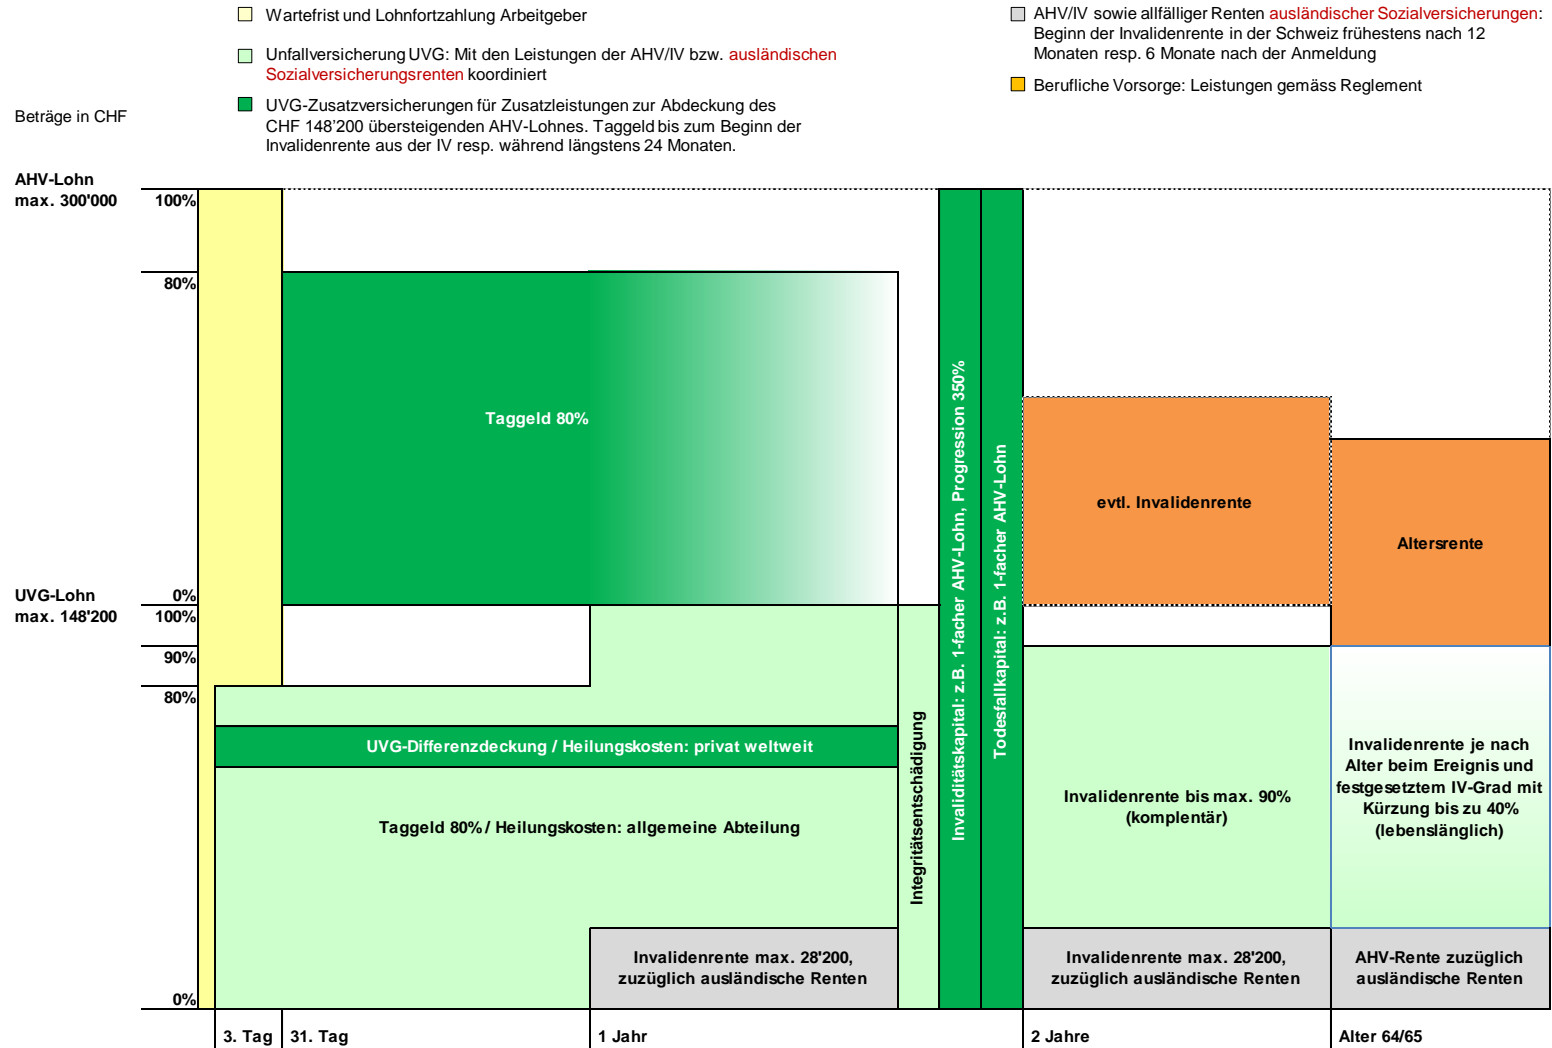 Wartefrist und Lohnfortzahlung Arbeitgeber
Unfallversicherung UVG: Mit den Leistungen der AHV/IV bzw. ausländischen
Sozialversicherungsrenten koordiniert
UVG-Zusatzversicherungen für Zusatzleistungen zur Abdeckung des
CHF 148'200 übersteigenden AHV-Lohnes. Taggeld bis zum Beginn der
Invalidenrente aus der IV resp. während längstens 24 Monaten.
AHV/IV sowie allfälliger Renten ausländischer Sozialversicherungen:
Beginn der Invalidenrente in der Schweiz frühestens nach 12
Monaten resp. 6 Monate nach der Anmeldung
Berufliche Vorsorge: Leistungen gemäss Reglement
Beträge in CHF
AHV-Lohn
max. 300'000
100%
80%
0%
UVG-Lohn
max. 148'200
100%
90%
80%
0%
Taggeld 80%
UVG-Differenzdeckung / Heilungskosten: privat weltweit
Taggeld 80% / Heilungskosten: allgemeine Abteilung
Invalidenrente max. 28'200,
zuzüglich ausländische Renten
Integritätsentschädigung
Invaliditätskapital: z.B. 1-facher AHV-Lohn, Progression 350%
Todesfallkapital: z.B. 1-facher AHV-Lohn
evtl. Invalidenrente
Invalidenrente bis max. 90%
(komplentär)
Invalidenrente max. 28'200,
zuzüglich ausländische Renten
Altersrente
Invalidenrente je nach
Alter beim Ereignis und
festgesetztem IV-Grad mit
Kürzung bis zu 40%
(lebenslänglich)
AHV-Rente zuzüglich
ausländische Renten
3. Tag
31. Tag
1 Jahr
2 Jahre
Alter 64/65